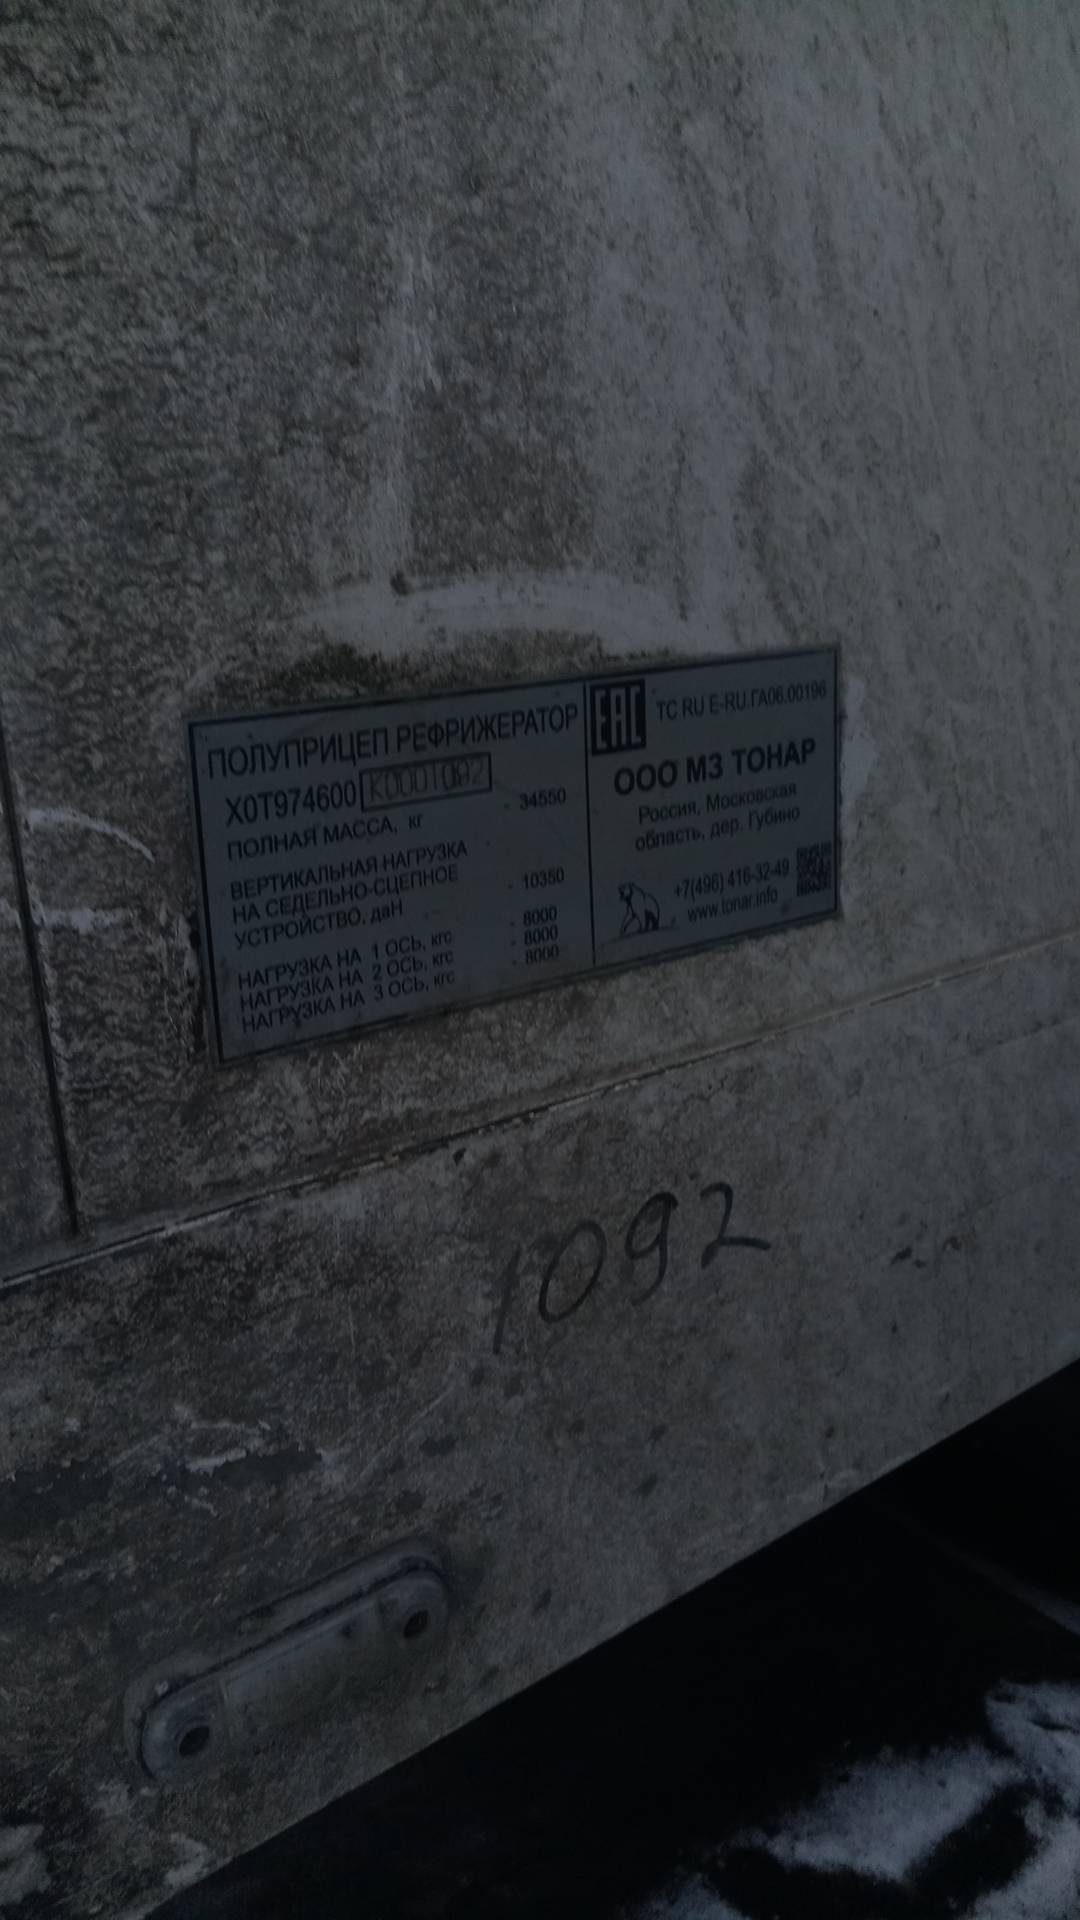 ПОЛУПРИЦЕП РЕФРИЖЕРАТОР
X0T974600 K0001092
ПОЛНАЯ МАССА, кг - 34550
ВЕРТИКАЛЬНАЯ НАГРУЗКА
НА СЕДЕЛЬНО-СЦЕПНОЕ
УСТРОЙСТВО, даН - 10350
НАГРУЗКА НА 1 ОСЬ, кгс - 8000
НАГРУЗКА НА 2 ОСЬ, кгс - 8000
НАГРУЗКА НА 3 ОСЬ, кгс - 8000
EAC TC RU E-RU.ГА06.00196
ООО МЗ ТОНАР
Россия, Московская
область, дер. Губино
+7(496) 416-32-49
www.tonar.info
1092